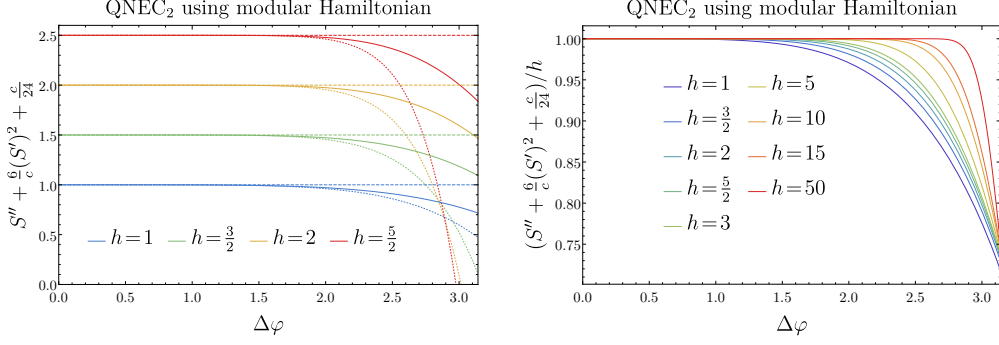 QNEC₂ using modular Hamiltonian
S″ + 6/c (S′)² + c/24
2.5
2.0
1.5
1.0
0.5
0.0
h=1
h=3/2
h=2
h=5/2
0.0 0.5 1.0 1.5 2.0 2.5 3.0
Δφ
QNEC₂ using modular Hamiltonian
(S″ + 6/c (S′)² + c/24)/h
1.00
0.95
0.90
0.85
0.80
0.75
h=1 h=5
h=3/2 h=10
h=2 h=15
h=5/2 h=50
h=3
0.0 0.5 1.0 1.5 2.0 2.5 3.0
Δφ